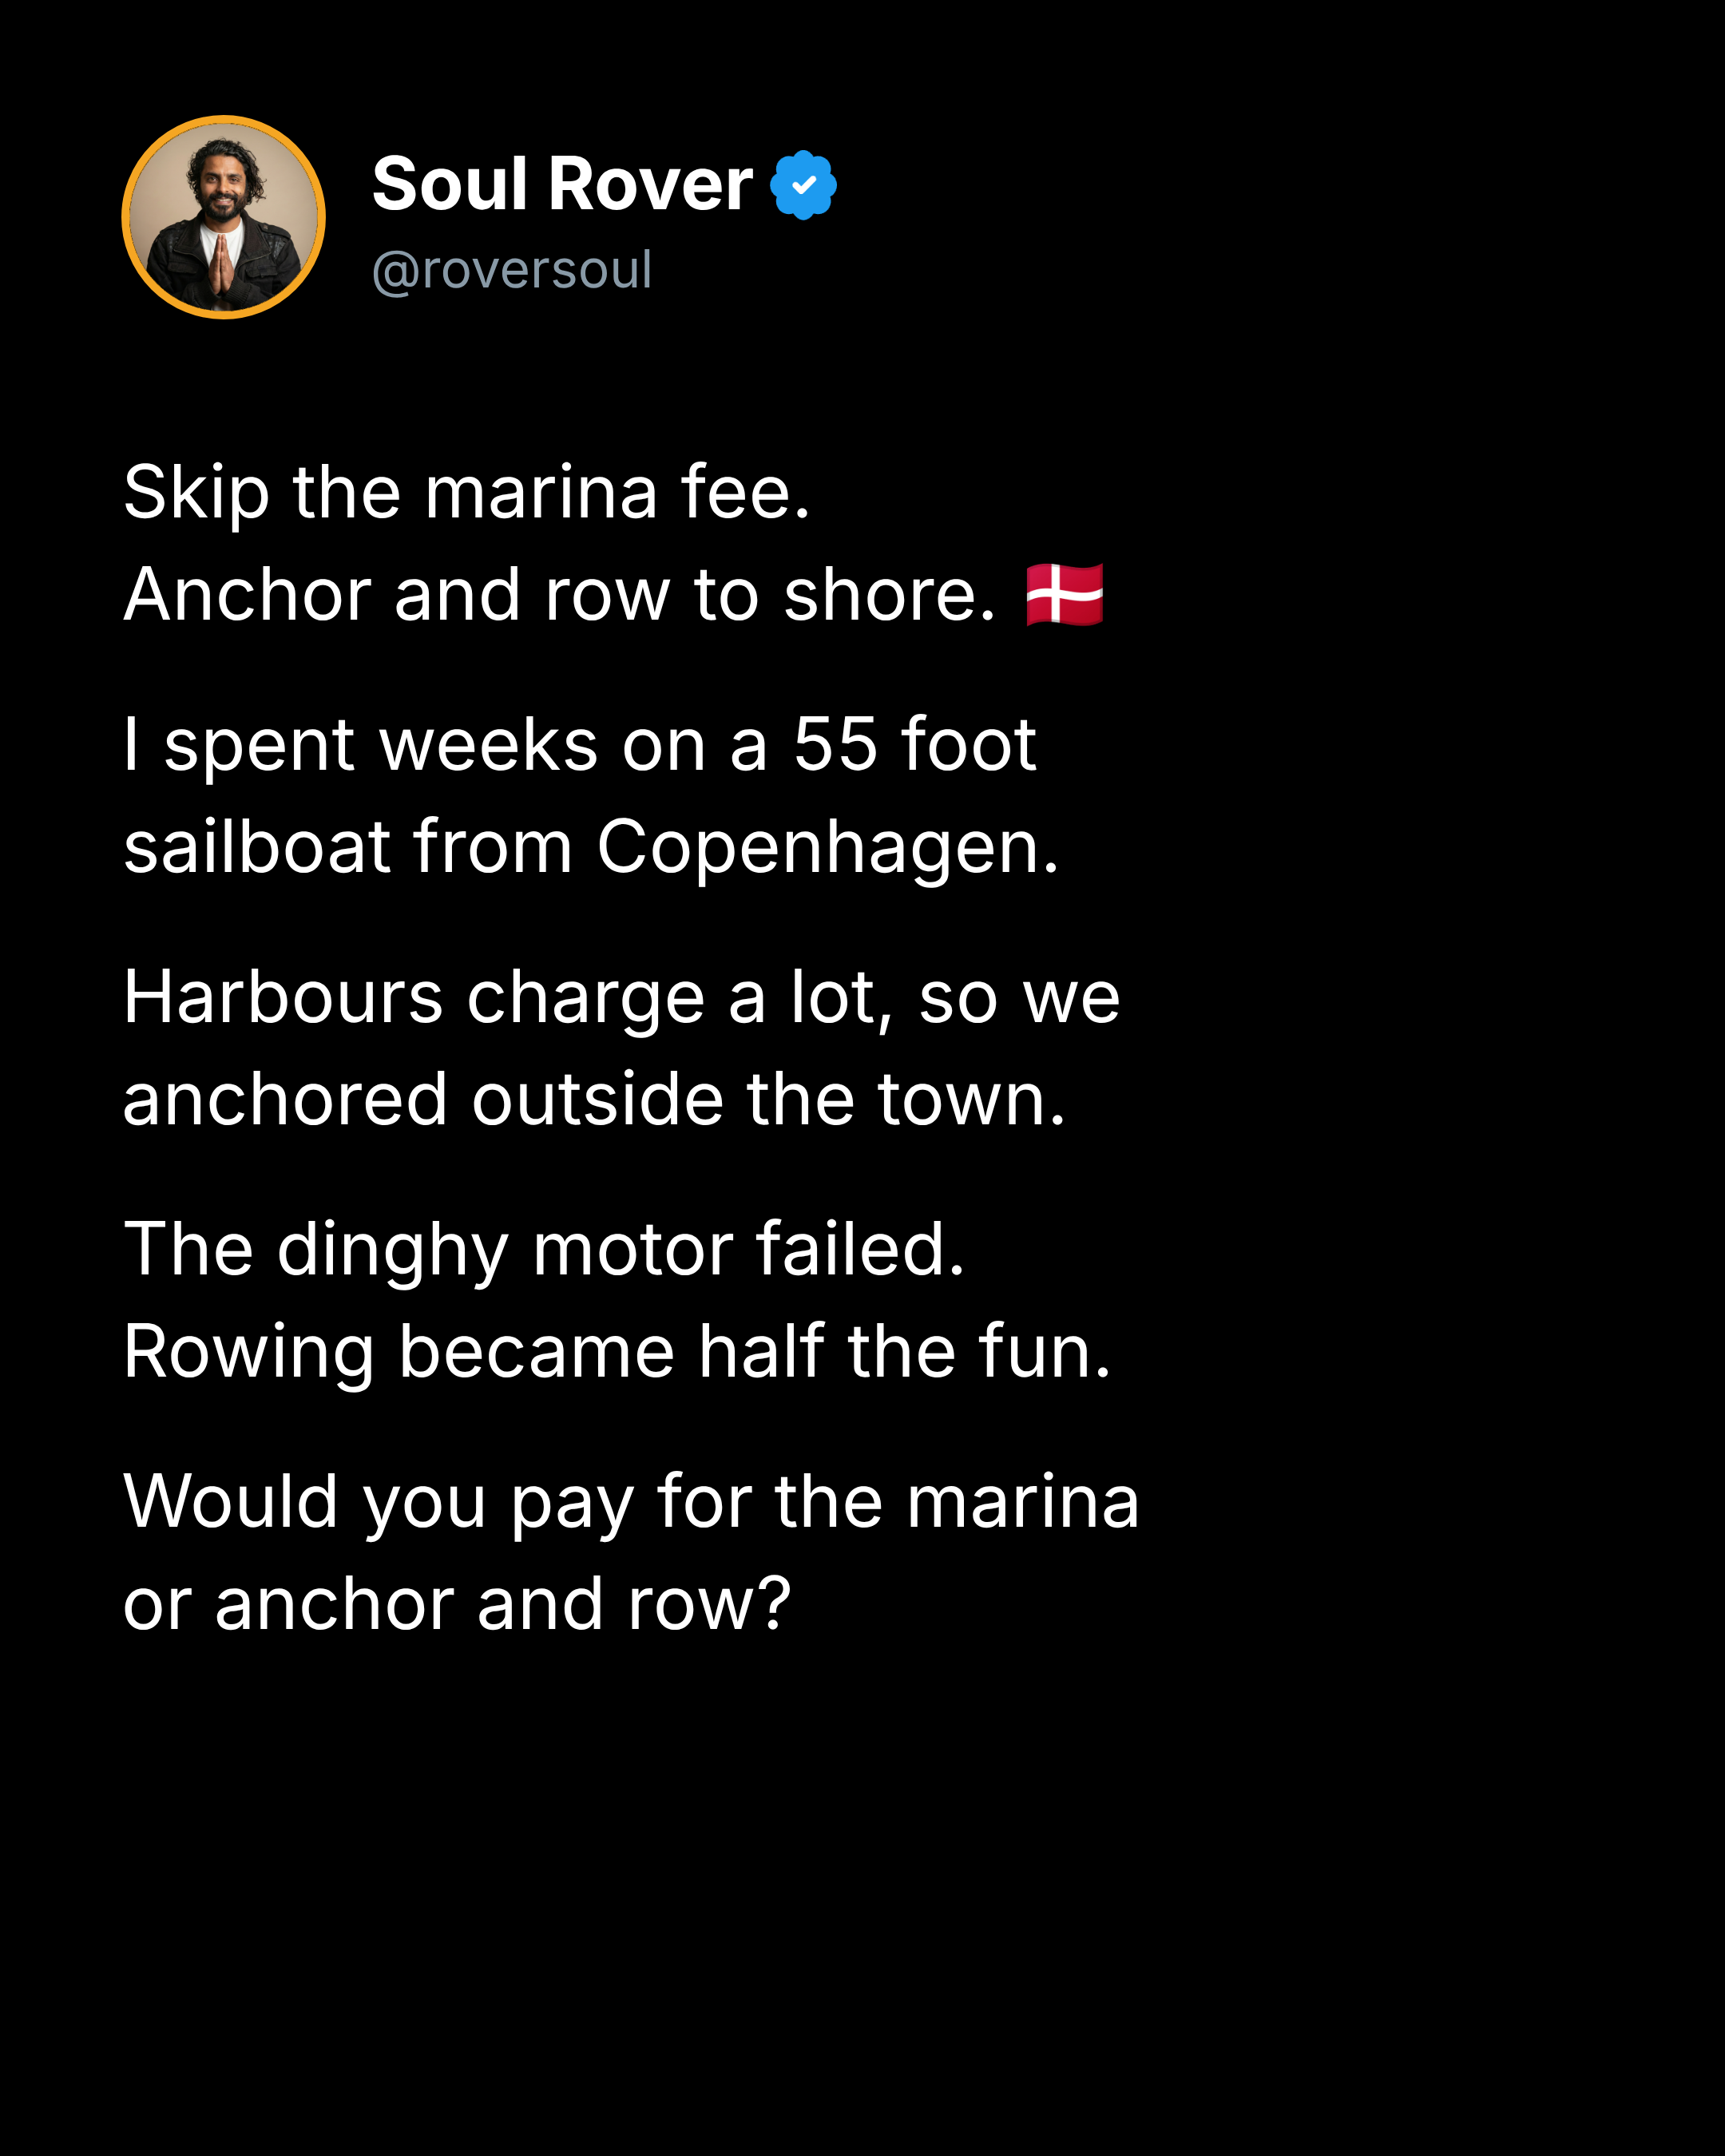 Soul Rover
@roversoul
Skip the marina fee.
Anchor and row to shore. 🇩🇰
I spent weeks on a 55 foot
sailboat from Copenhagen.
Harbours charge a lot, so we
anchored outside the town.
The dinghy motor failed.
Rowing became half the fun.
Would you pay for the marina
or anchor and row?